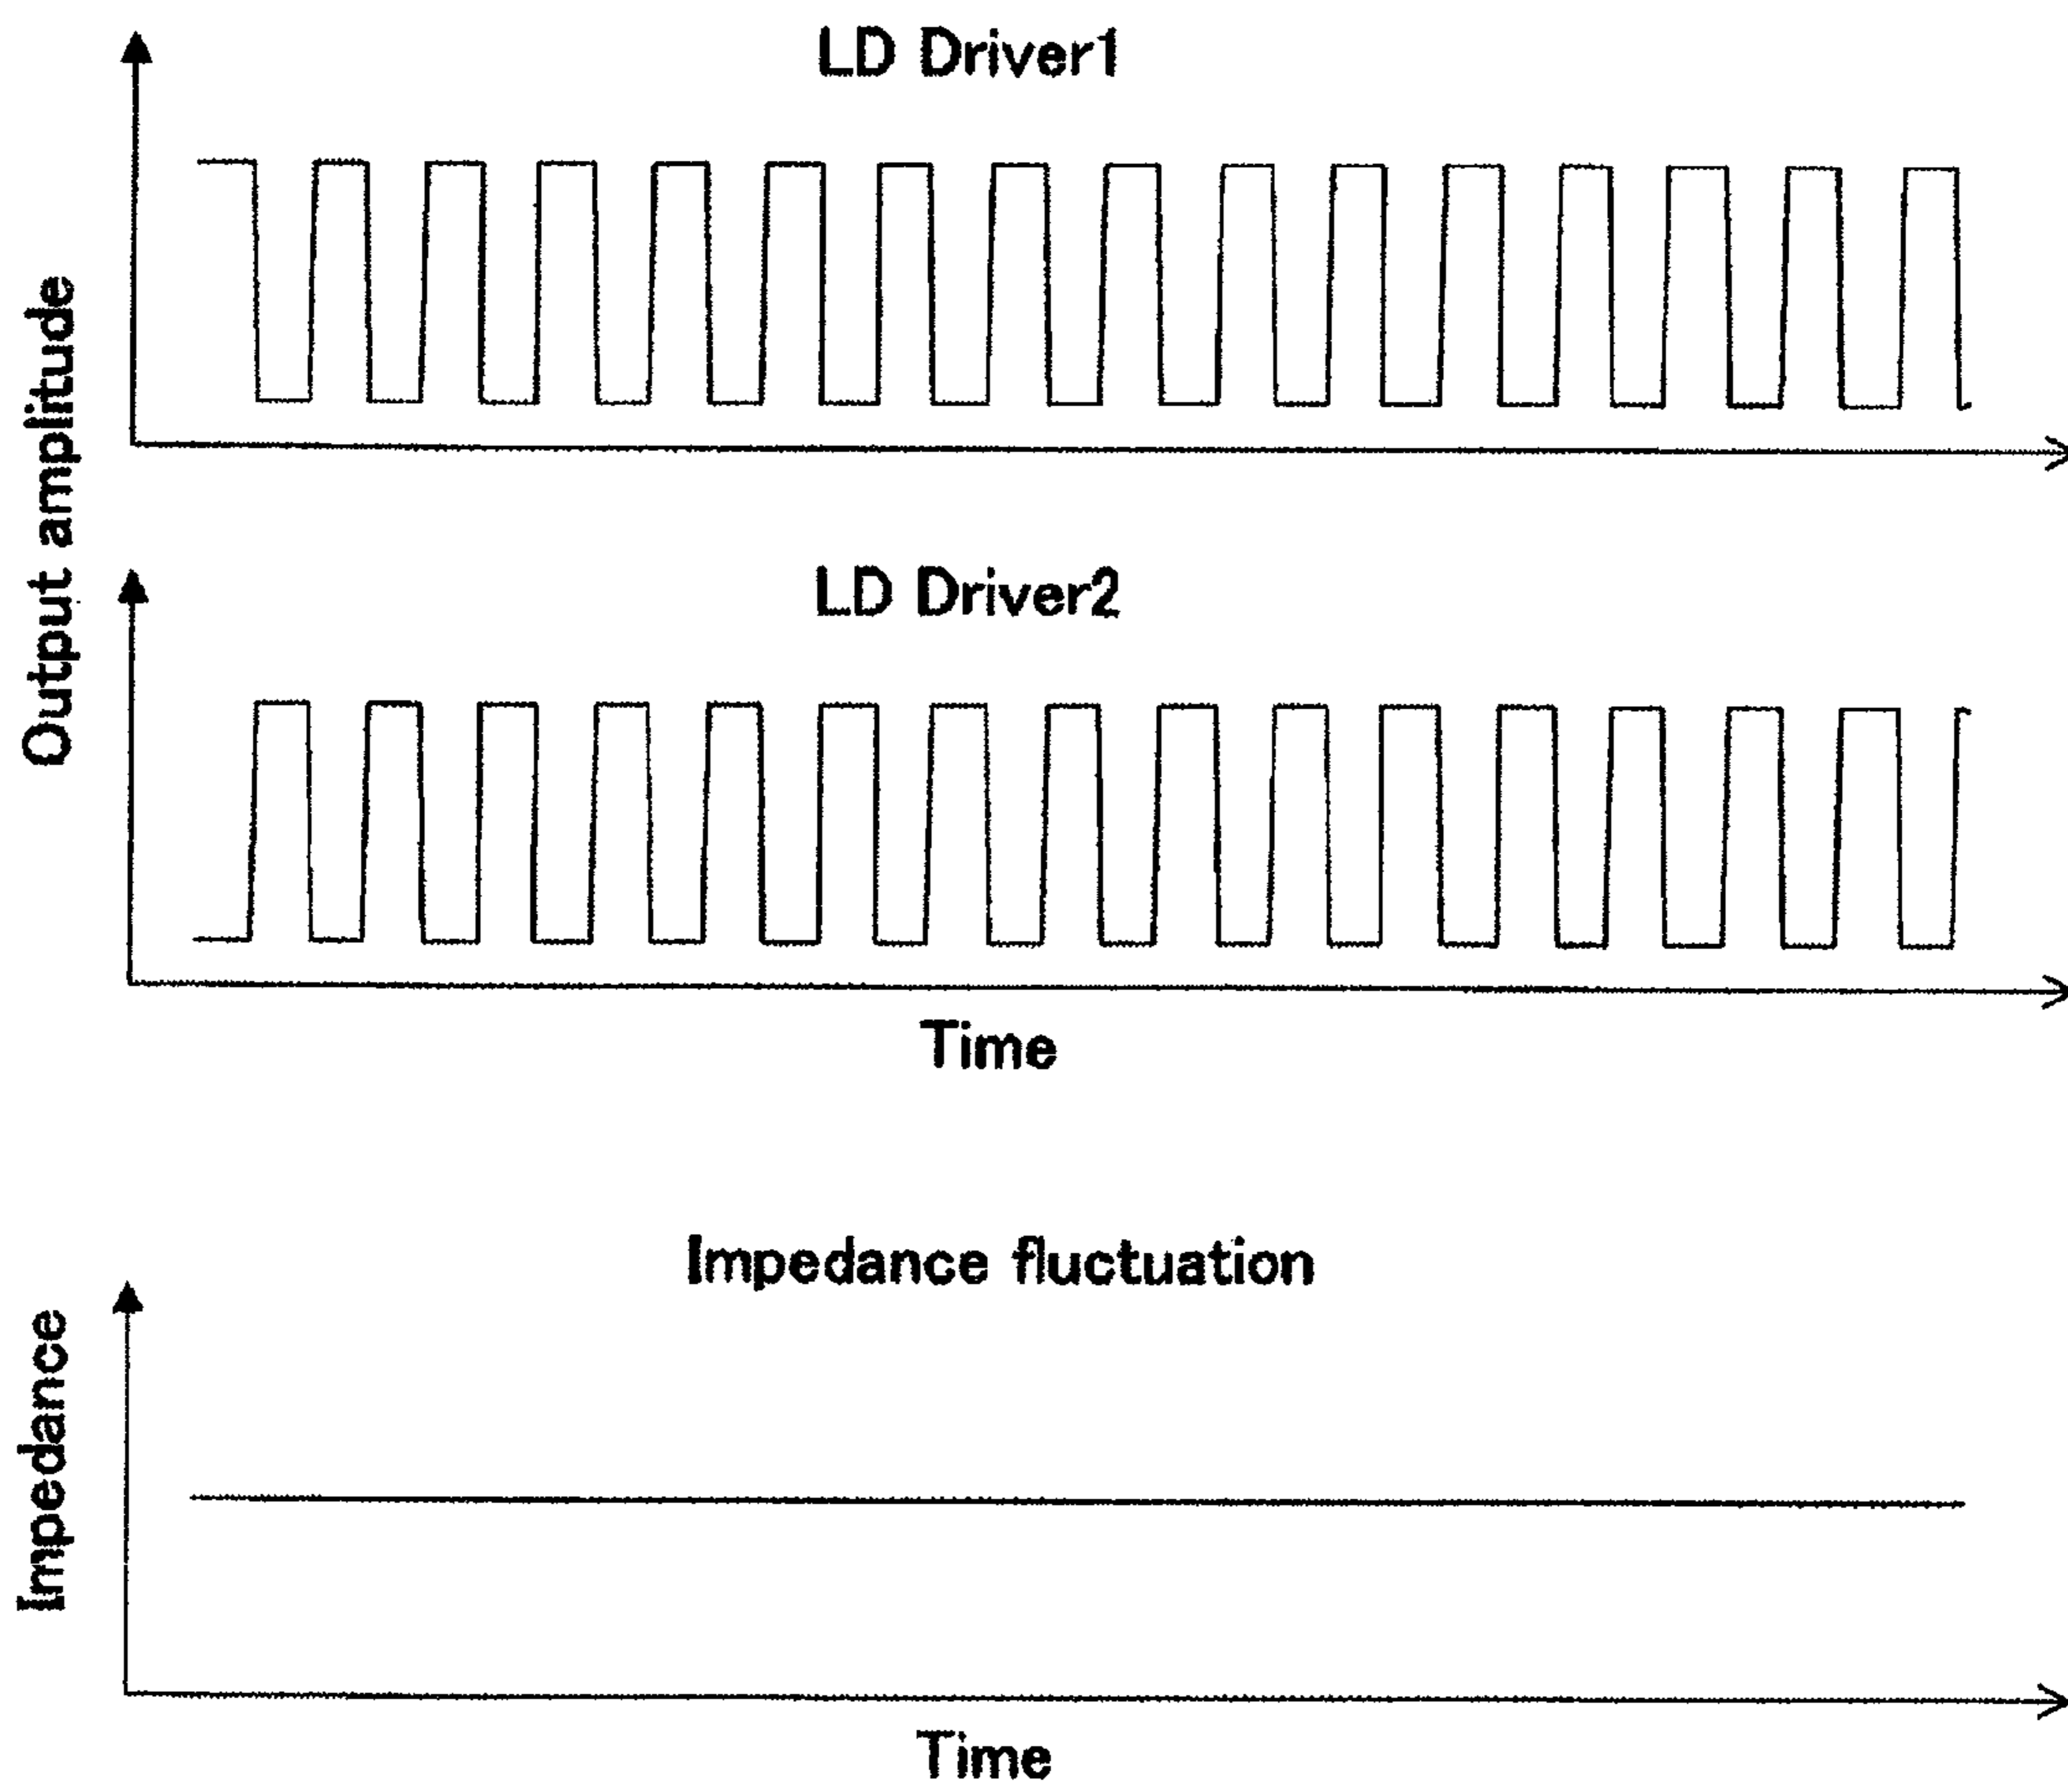 LD Driver1
Output amplitude
LD Driver2
Time
Impedance fluctuation
Impedance
Time